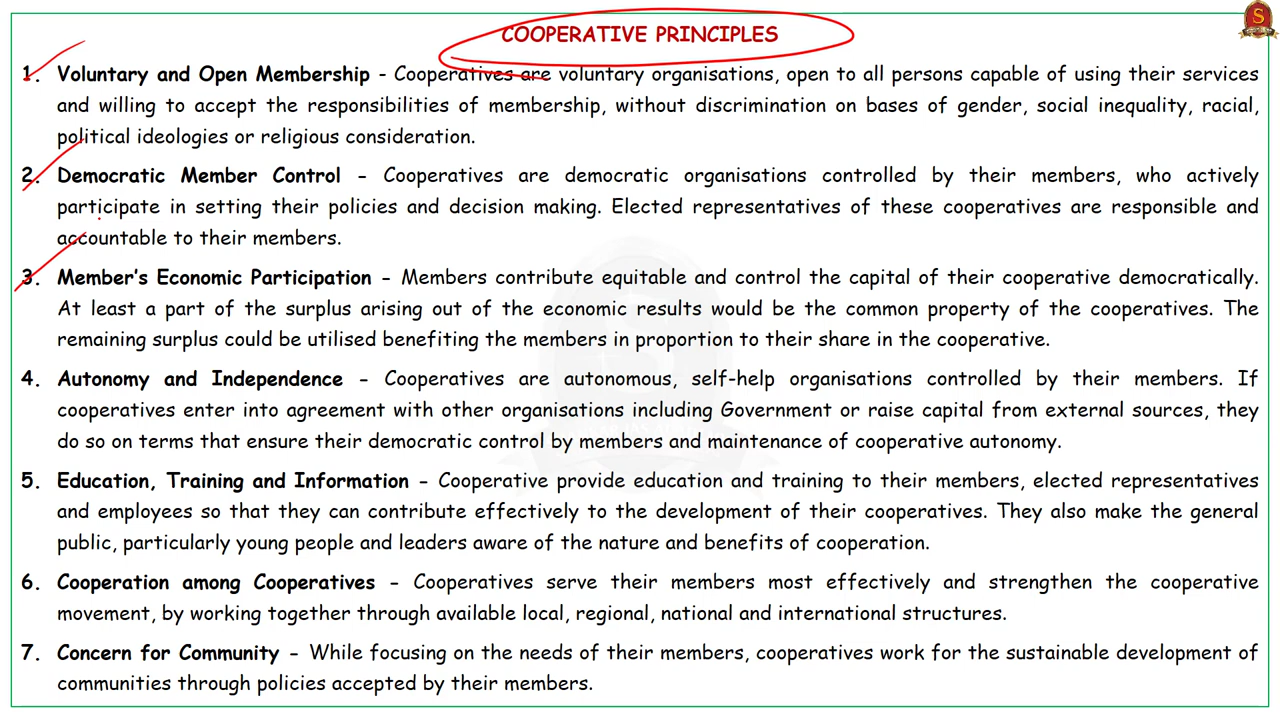 COOPERATIVE PRINCIPLES
1. Voluntary and Open Membership - Cooperatives are voluntary organisations, open to all persons capable of using their services
and willing to accept the responsibilities of membership, without discrimination on bases of gender, social inequality, racial,
political ideologies or religious consideration.
2. Democratic Member Control – Cooperatives are democratic organisations controlled by their members, who actively
participate in setting their policies and decision making. Elected representatives of these cooperatives are responsible and
accountable to their members.
3. Member's Economic Participation – Members contribute equitable and control the capital of their cooperative democratically.
At least a part of the surplus arising out of the economic results would be the common property of the cooperatives. The
remaining surplus could be utilised benefiting the members in proportion to their share in the cooperative.
4. Autonomy and Independence – Cooperatives are autonomous, self-help organisations controlled by their members. If
cooperatives enter into agreement with other organisations including Government or raise capital from external sources, they
do so on terms that ensure their democratic control by members and maintenance of cooperative autonomy.
5. Education, Training and Information – Cooperative provide education and training to their members, elected representatives
and employees so that they can contribute effectively to the development of their cooperatives. They also make the general
public, particularly young people and leaders aware of the nature and benefits of cooperation.
6. Cooperation among Cooperatives – Cooperatives serve their members most effectively and strengthen the cooperative
movement, by working together through available local, regional, national and international structures.
7. Concern for Community – While focusing on the needs of their members, cooperatives work for the sustainable development of
communities through policies accepted by their members.